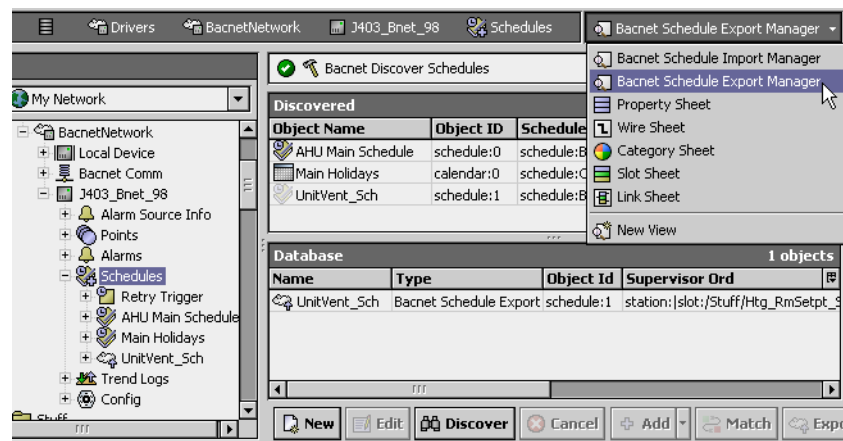 Drivers BacnetNetwork J403_Bnet_98 Schedules Bacnet Schedule Export Manager
Bacnet Schedule Import Manager
Bacnet Schedule Export Manager
Property Sheet
Wire Sheet
Category Sheet
Slot Sheet
Link Sheet
New View
My Network
BacnetNetwork
Local Device
Bacnet Comm
J403_Bnet_98
Alarm Source Info
Points
Alarms
Schedules
Retry Trigger
AHU Main Schedule
Main Holidays
UnitVent_Sch
Trend Logs
Config
Bacnet Discover Schedules
Discovered
Object Name Object ID Schedule
AHU Main Schedule schedule:0 schedule:B
Main Holidays calendar:0 schedule:C
UnitVent_Sch schedule:1 schedule:B
Database 1 objects
Name Type Object Id Supervisor Ord
UnitVent_Sch Bacnet Schedule Export schedule:1 station:|slot:/Stuff/Htg_RmSetpt_S
New Edit Discover Cancel Add Match Expo